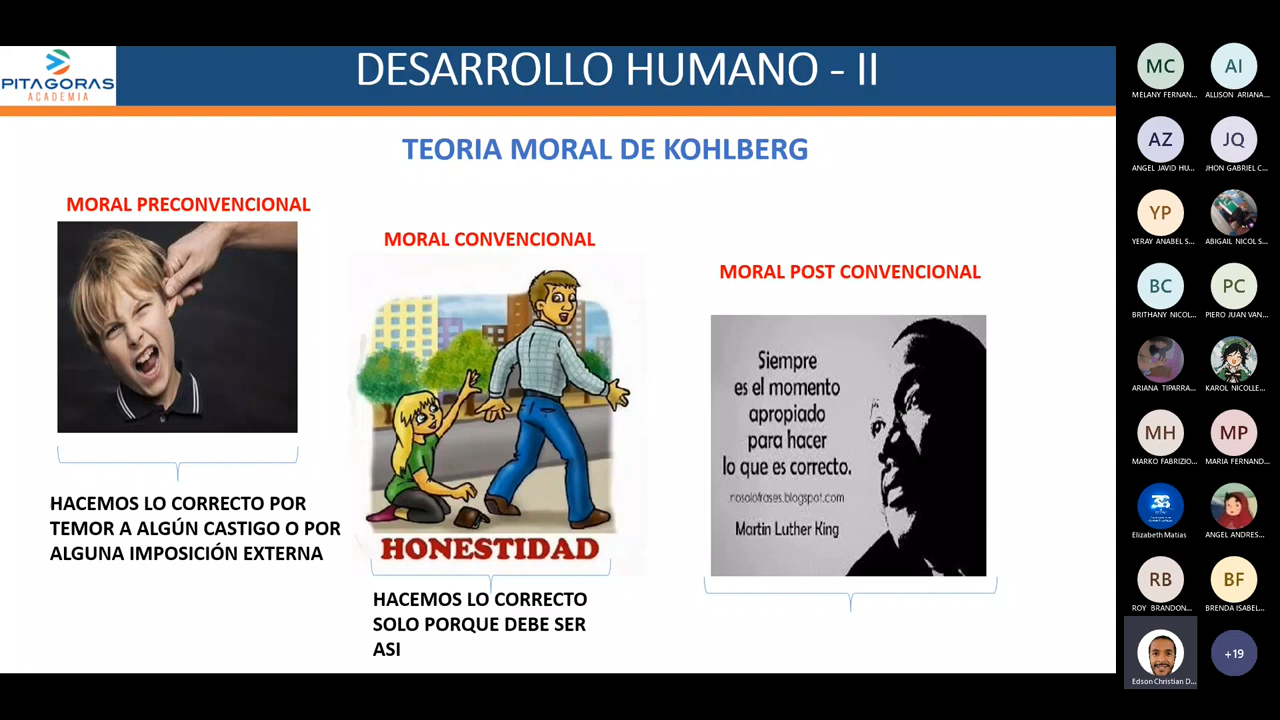 PITAGORAS
ACADEMIA
DESARROLLO HUMANO - II
TEORIA MORAL DE KOHLBERG
MORAL PRECONVENCIONAL
HACEMOS LO CORRECTO POR
TEMOR A ALGÚN CASTIGO O POR
ALGUNA IMPOSICIÓN EXTERNA
MORAL CONVENCIONAL
HONESTIDAD
HACEMOS LO CORRECTO
SOLO PORQUE DEBE SER
ASI
MORAL POST CONVENCIONAL
Siempre
es el momento
apropiado
para hacer
lo que es correcto.
nosolofrases.blogspot.com
Martin Luther King
MC
MELANY FERNAN...
AI
ALLISON ARIANA...
AZ
ANGEL JAVID HU...
JQ
JHON GABRIEL C...
YP
YERAY ANABEL S...
ABIGAIL NICOL S...
BC
BRITHANY NICOL...
PC
PIERO JUAN VAN...
ARIANA TIPARRA...
KAROL NICOLLE...
MH
MARKO FABRIZIO...
MP
MARIA FERNAND...
Elizabeth Matias
ANGEL ANDRES...
RB
ROY BRANDON...
BF
BRENDA ISABEL...
Edson Christian D...
+19